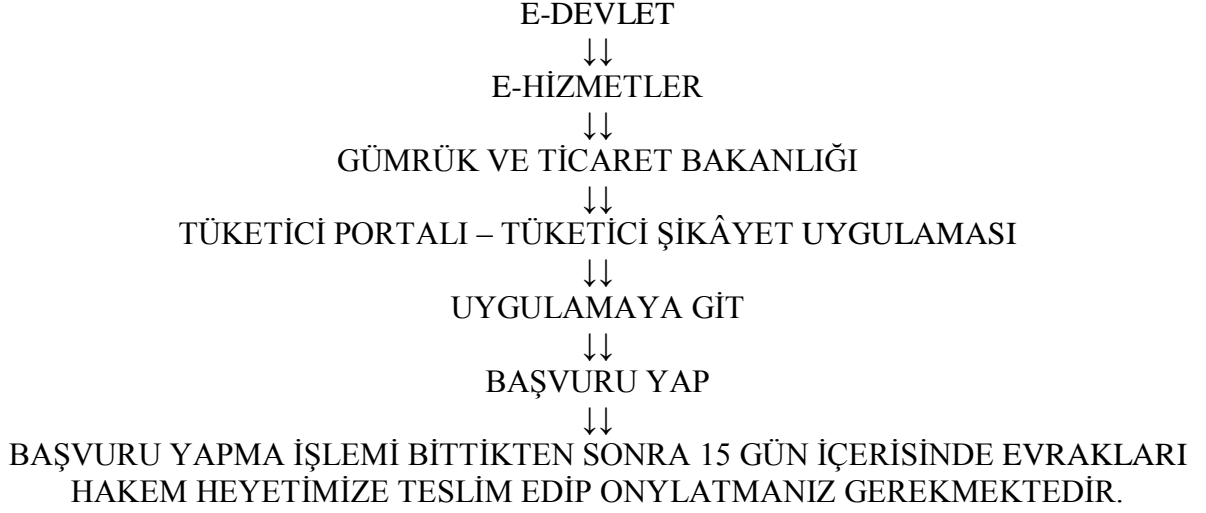 E-DEVLET
↓↓
E-HİZMETLER
↓↓
GÜMRÜK VE TİCARET BAKANLIĞI
↓↓
TÜKETİCİ PORTALI – TÜKETİCİ ŞİKÂYET UYGULAMASI
↓↓
UYGULAMAYA GİT
↓↓
BAŞVURU YAP
↓↓
BAŞVURU YAPMA İŞLEMİ BİTTİKTEN SONRA 15 GÜN İÇERİSİNDE EVRAKLARI
HAKEM HEYETİMİZE TESLİM EDİP ONYLATMANIZ GEREKMEKTEDİR.